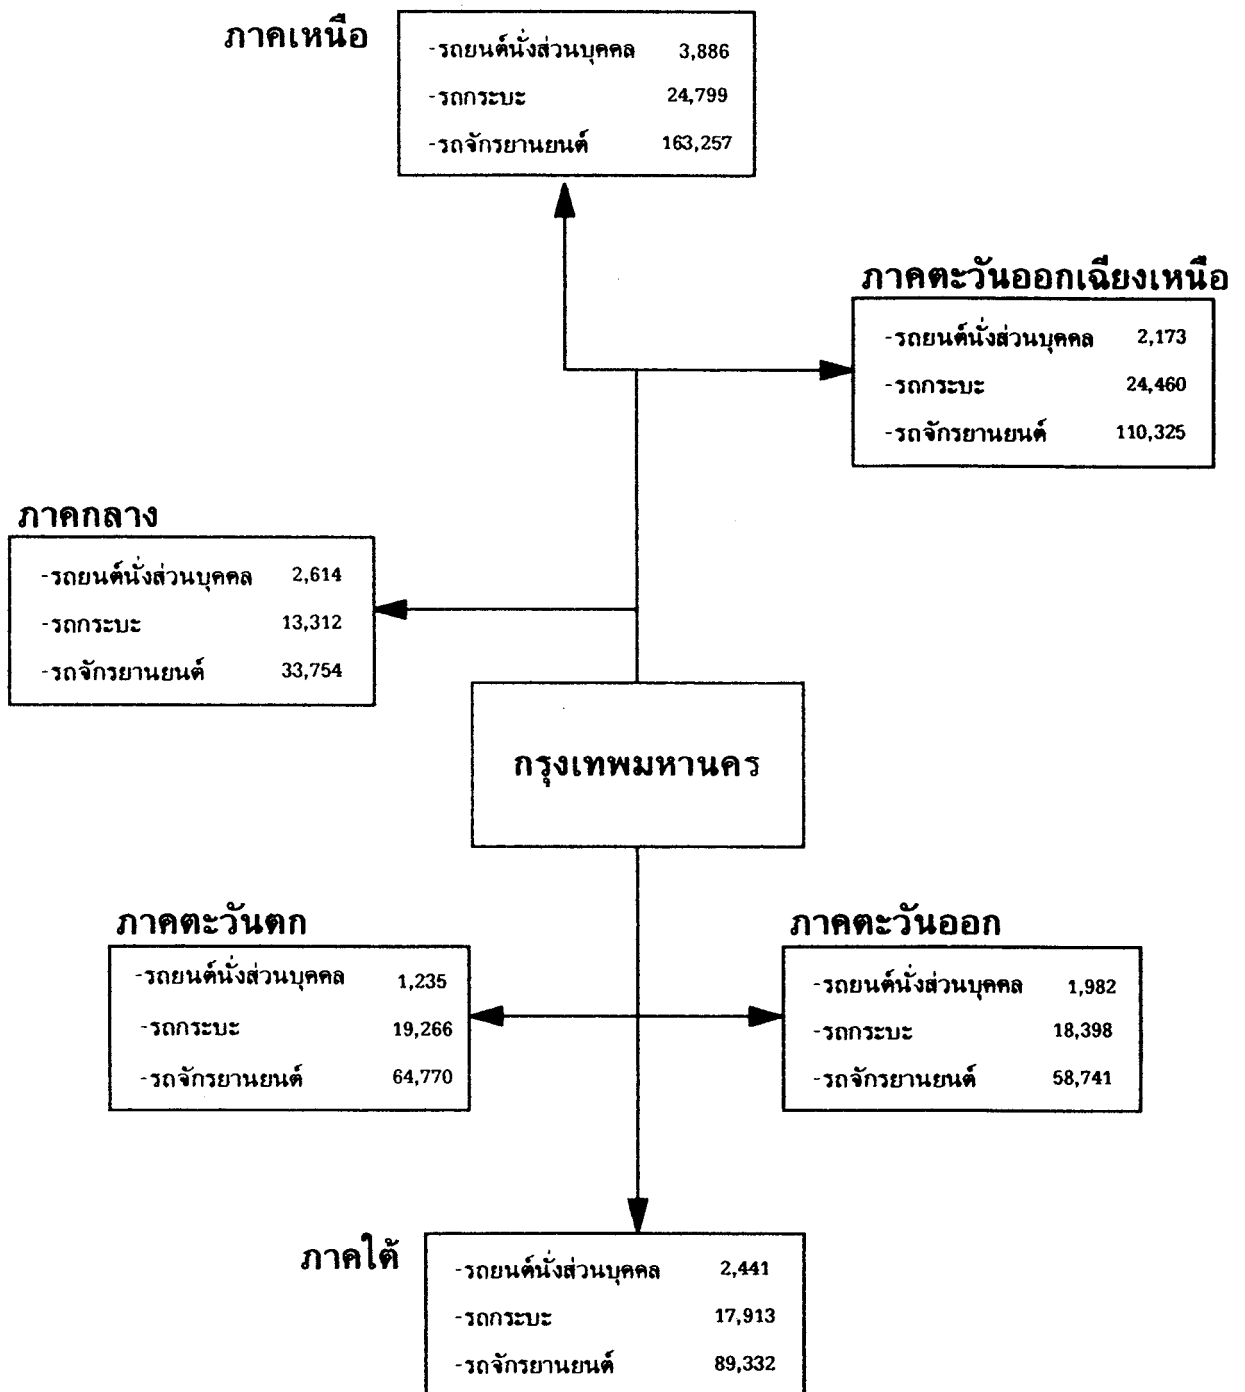 ภาคเหนือ
-รถยนต์นั่งส่วนบุคคล 3,886
-รถกระบะ 24,799
-รถจักรยานยนต์ 163,257
ภาคตะวันออกเฉียงเหนือ
-รถยนต์นั่งส่วนบุคคล 2,173
-รถกระบะ 24,460
-รถจักรยานยนต์ 110,325
ภาคกลาง
-รถยนต์นั่งส่วนบุคคล 2,614
-รถกระบะ 13,312
-รถจักรยานยนต์ 33,754
กรุงเทพมหานคร
ภาคตะวันตก
-รถยนต์นั่งส่วนบุคคล 1,235
-รถกระบะ 19,266
-รถจักรยานยนต์ 64,770
ภาคตะวันออก
-รถยนต์นั่งส่วนบุคคล 1,982
-รถกระบะ 18,398
-รถจักรยานยนต์ 58,741
ภาคใต้
-รถยนต์นั่งส่วนบุคคล 2,441
-รถกระบะ 17,913
-รถจักรยานยนต์ 89,332